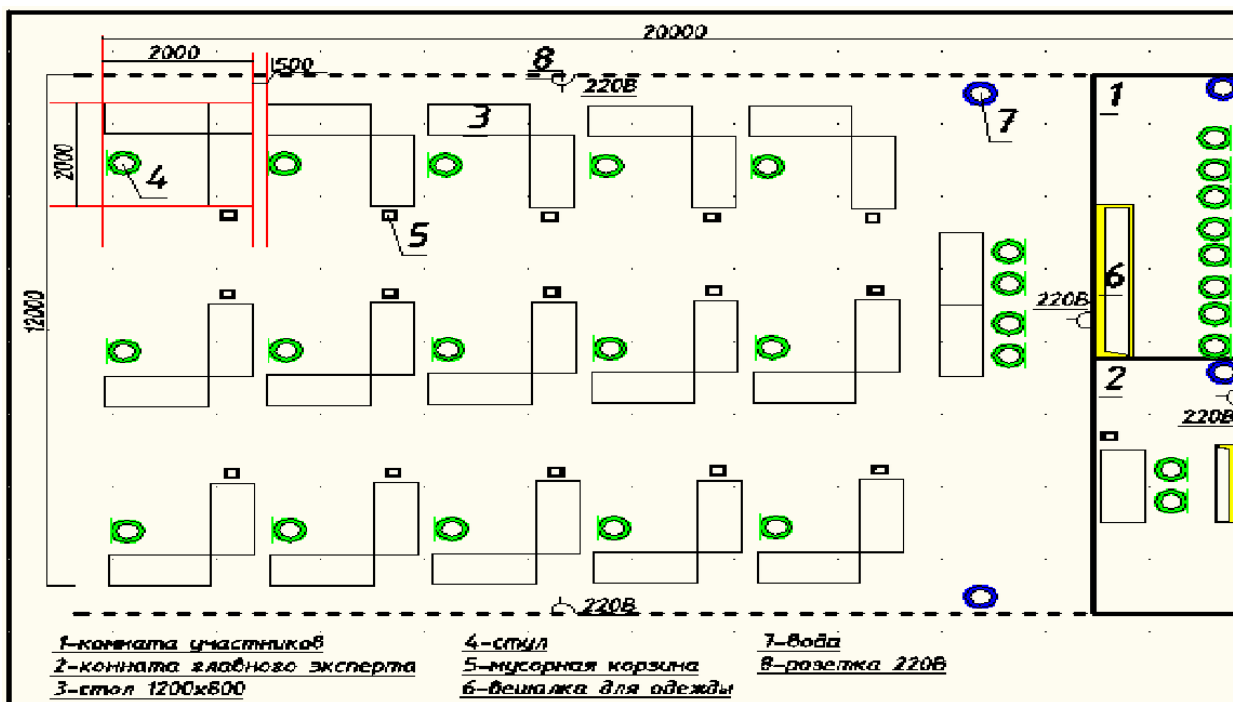 20000
2000
1500
8
220В
1
3
7
2000
4
5
6
12000
220В
2
220В
220В
1-комната участников
2-комната главного эксперта
3-стол 1200х600
4-стул
5-мусорная корзина
6-вешалка для одежды
7-вода
8-розетка 220В